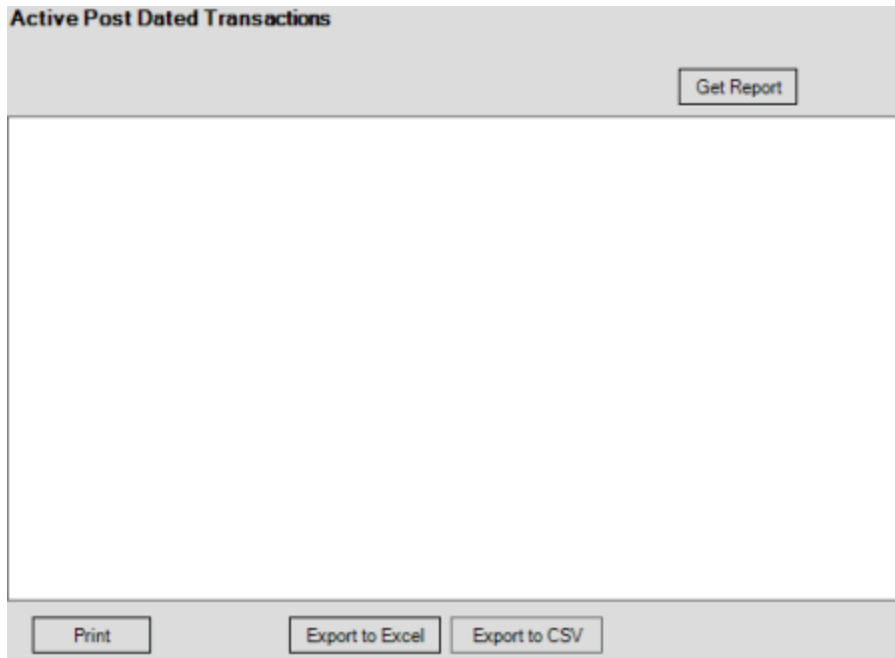 Active Post Dated Transactions
Get Report
Print Export to Excel Export to CSV